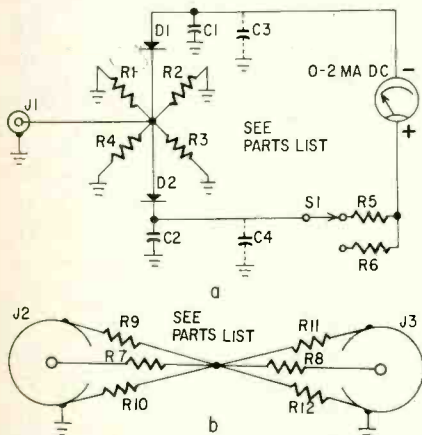 D1
C1
C3
R1
R2
0-2 MA DC
-
+
J1
R4
R3
SEE
PARTS LIST
D2
S1
R5
R6
C2
C4
a
SEE
PARTS LIST
J2
R9
R11
J3
R7
R8
R10
R12
b